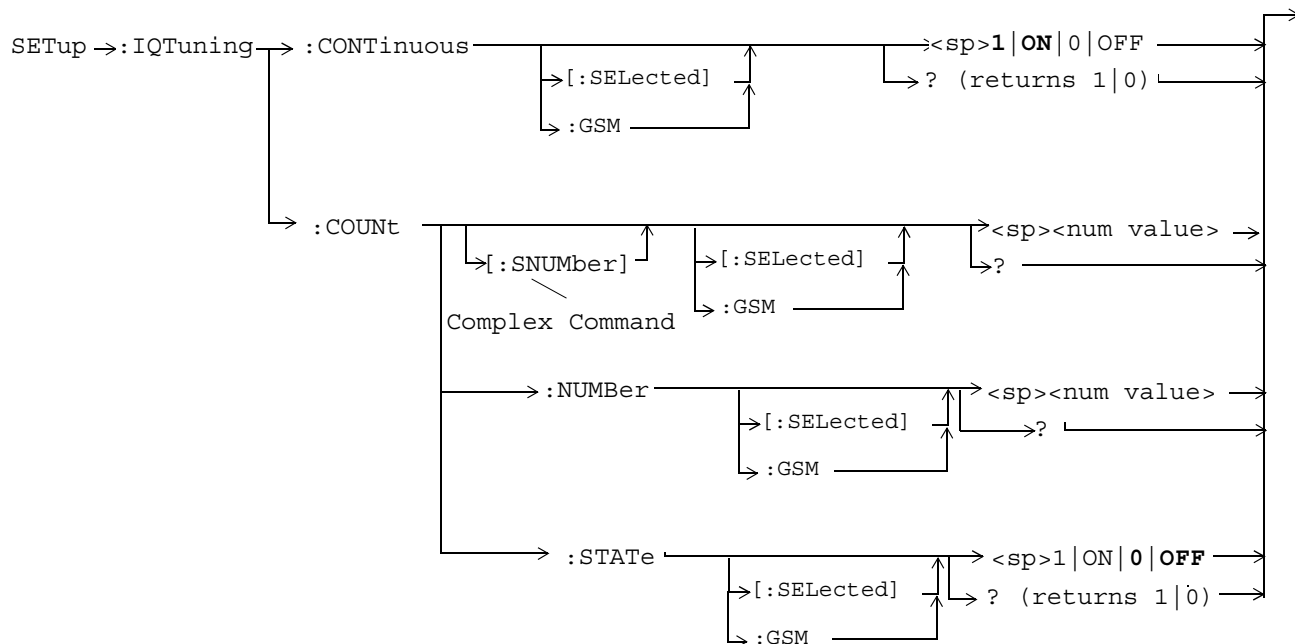 SETup :IQTuning :CONTinuous <sp>1|ON|0|OFF
[:SELected] ? (returns 1|0)
:GSM
:COUNt <sp><num value>
[:SNUMber] [:SELected] ?
:GSM
Complex Command
:NUMBer <sp><num value>
[:SELected] ?
:GSM
:STATe <sp>1|ON|0|OFF
[:SELected] ? (returns 1|0)
:GSM